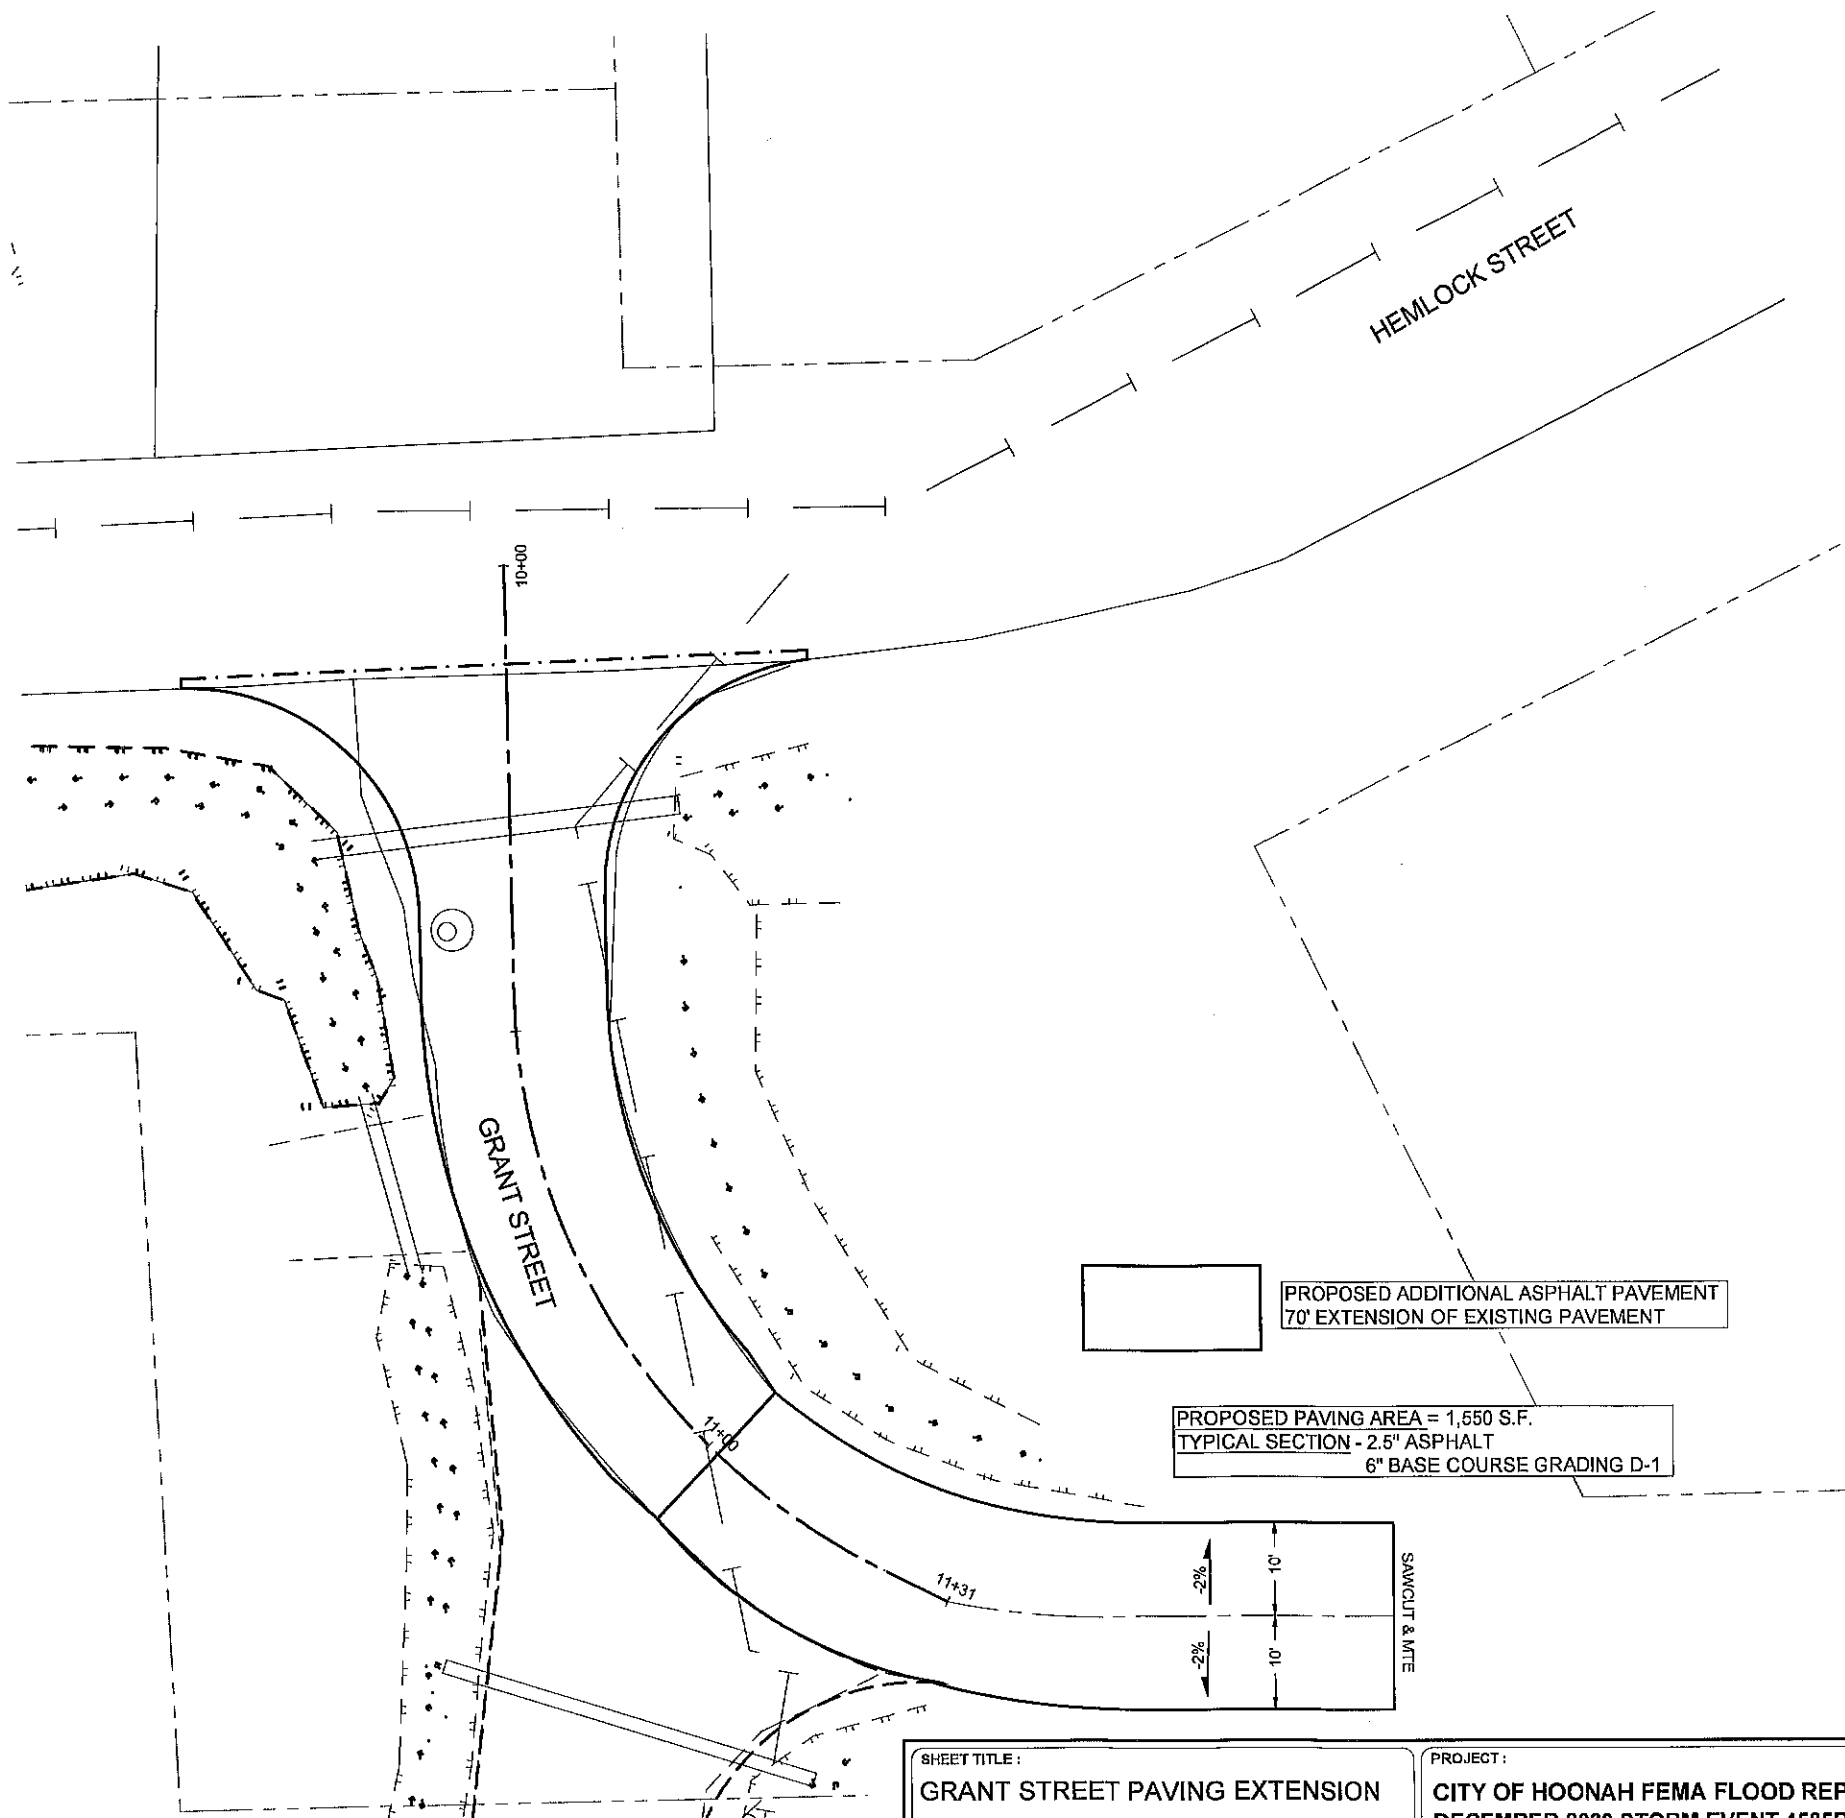 HEMLOCK STREET
10+00
GRANT STREET
PROPOSED ADDITIONAL ASPHALT PAVEMENT
70' EXTENSION OF EXISTING PAVEMENT
PROPOSED PAVING AREA = 1,550 S.F.
TYPICAL SECTION - 2.5" ASPHALT
6" BASE COURSE GRADING D-1
11+00
11+31
-2%
-2%
10'
10'
SAWCUT & MTE
SHEET TITLE :
GRANT STREET PAVING EXTENSION
PROJECT :
CITY OF HOONAH FEMA FLOOD REP